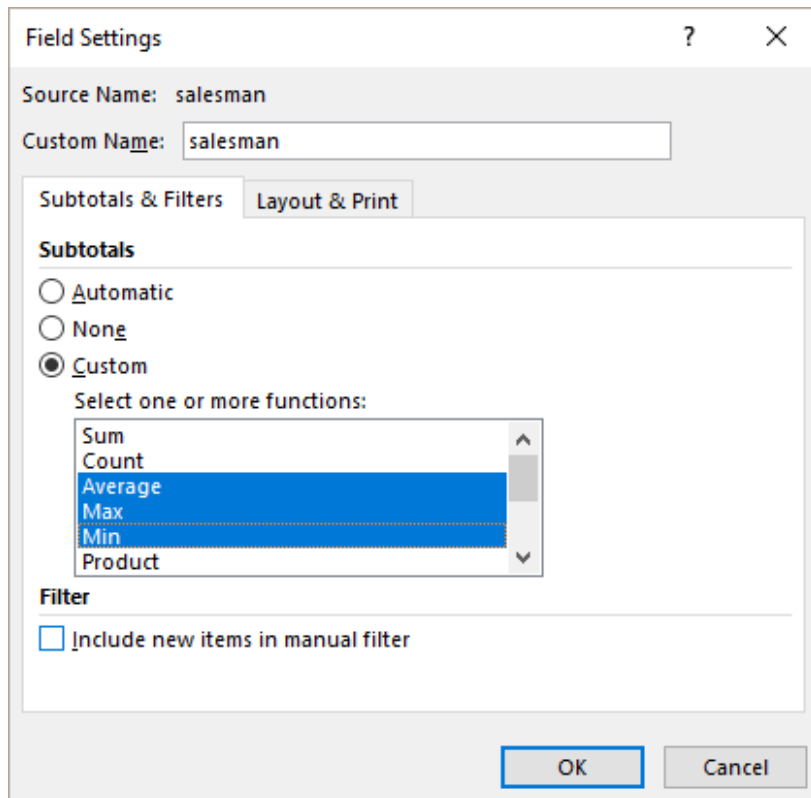 Field Settings ?
Source Name: salesman
Custom Name: salesman
Subtotals & Filters Layout & Print
Subtotals
Automatic
None
Custom
Select one or more functions:
Sum
Count
Average
Max
Min
Product
Filter
Include new items in manual filter
OK Cancel